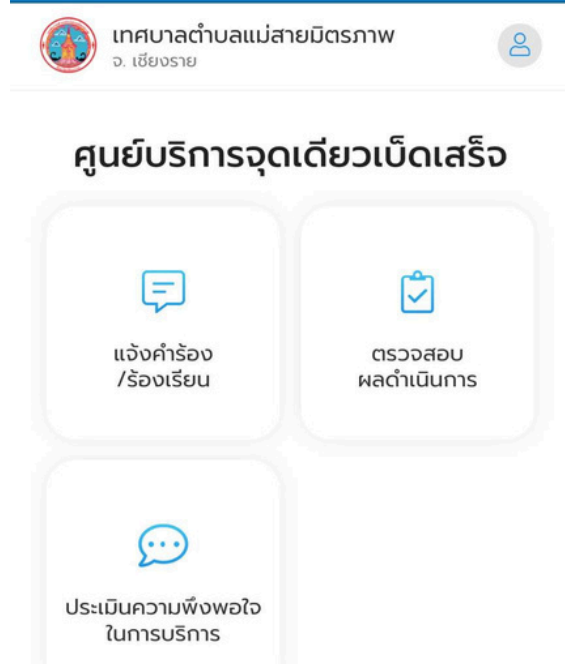 เทศบาลตำบลแม่สายมิตรภาพ
จ. เชียงราย
ศูนย์บริการจุดเดียวเบ็ดเสร็จ
แจ้งคำร้อง
/ร้องเรียน
ตรวจสอบ
ผลดำเนินการ
ประเมินความพึงพอใจ
ในการบริการ